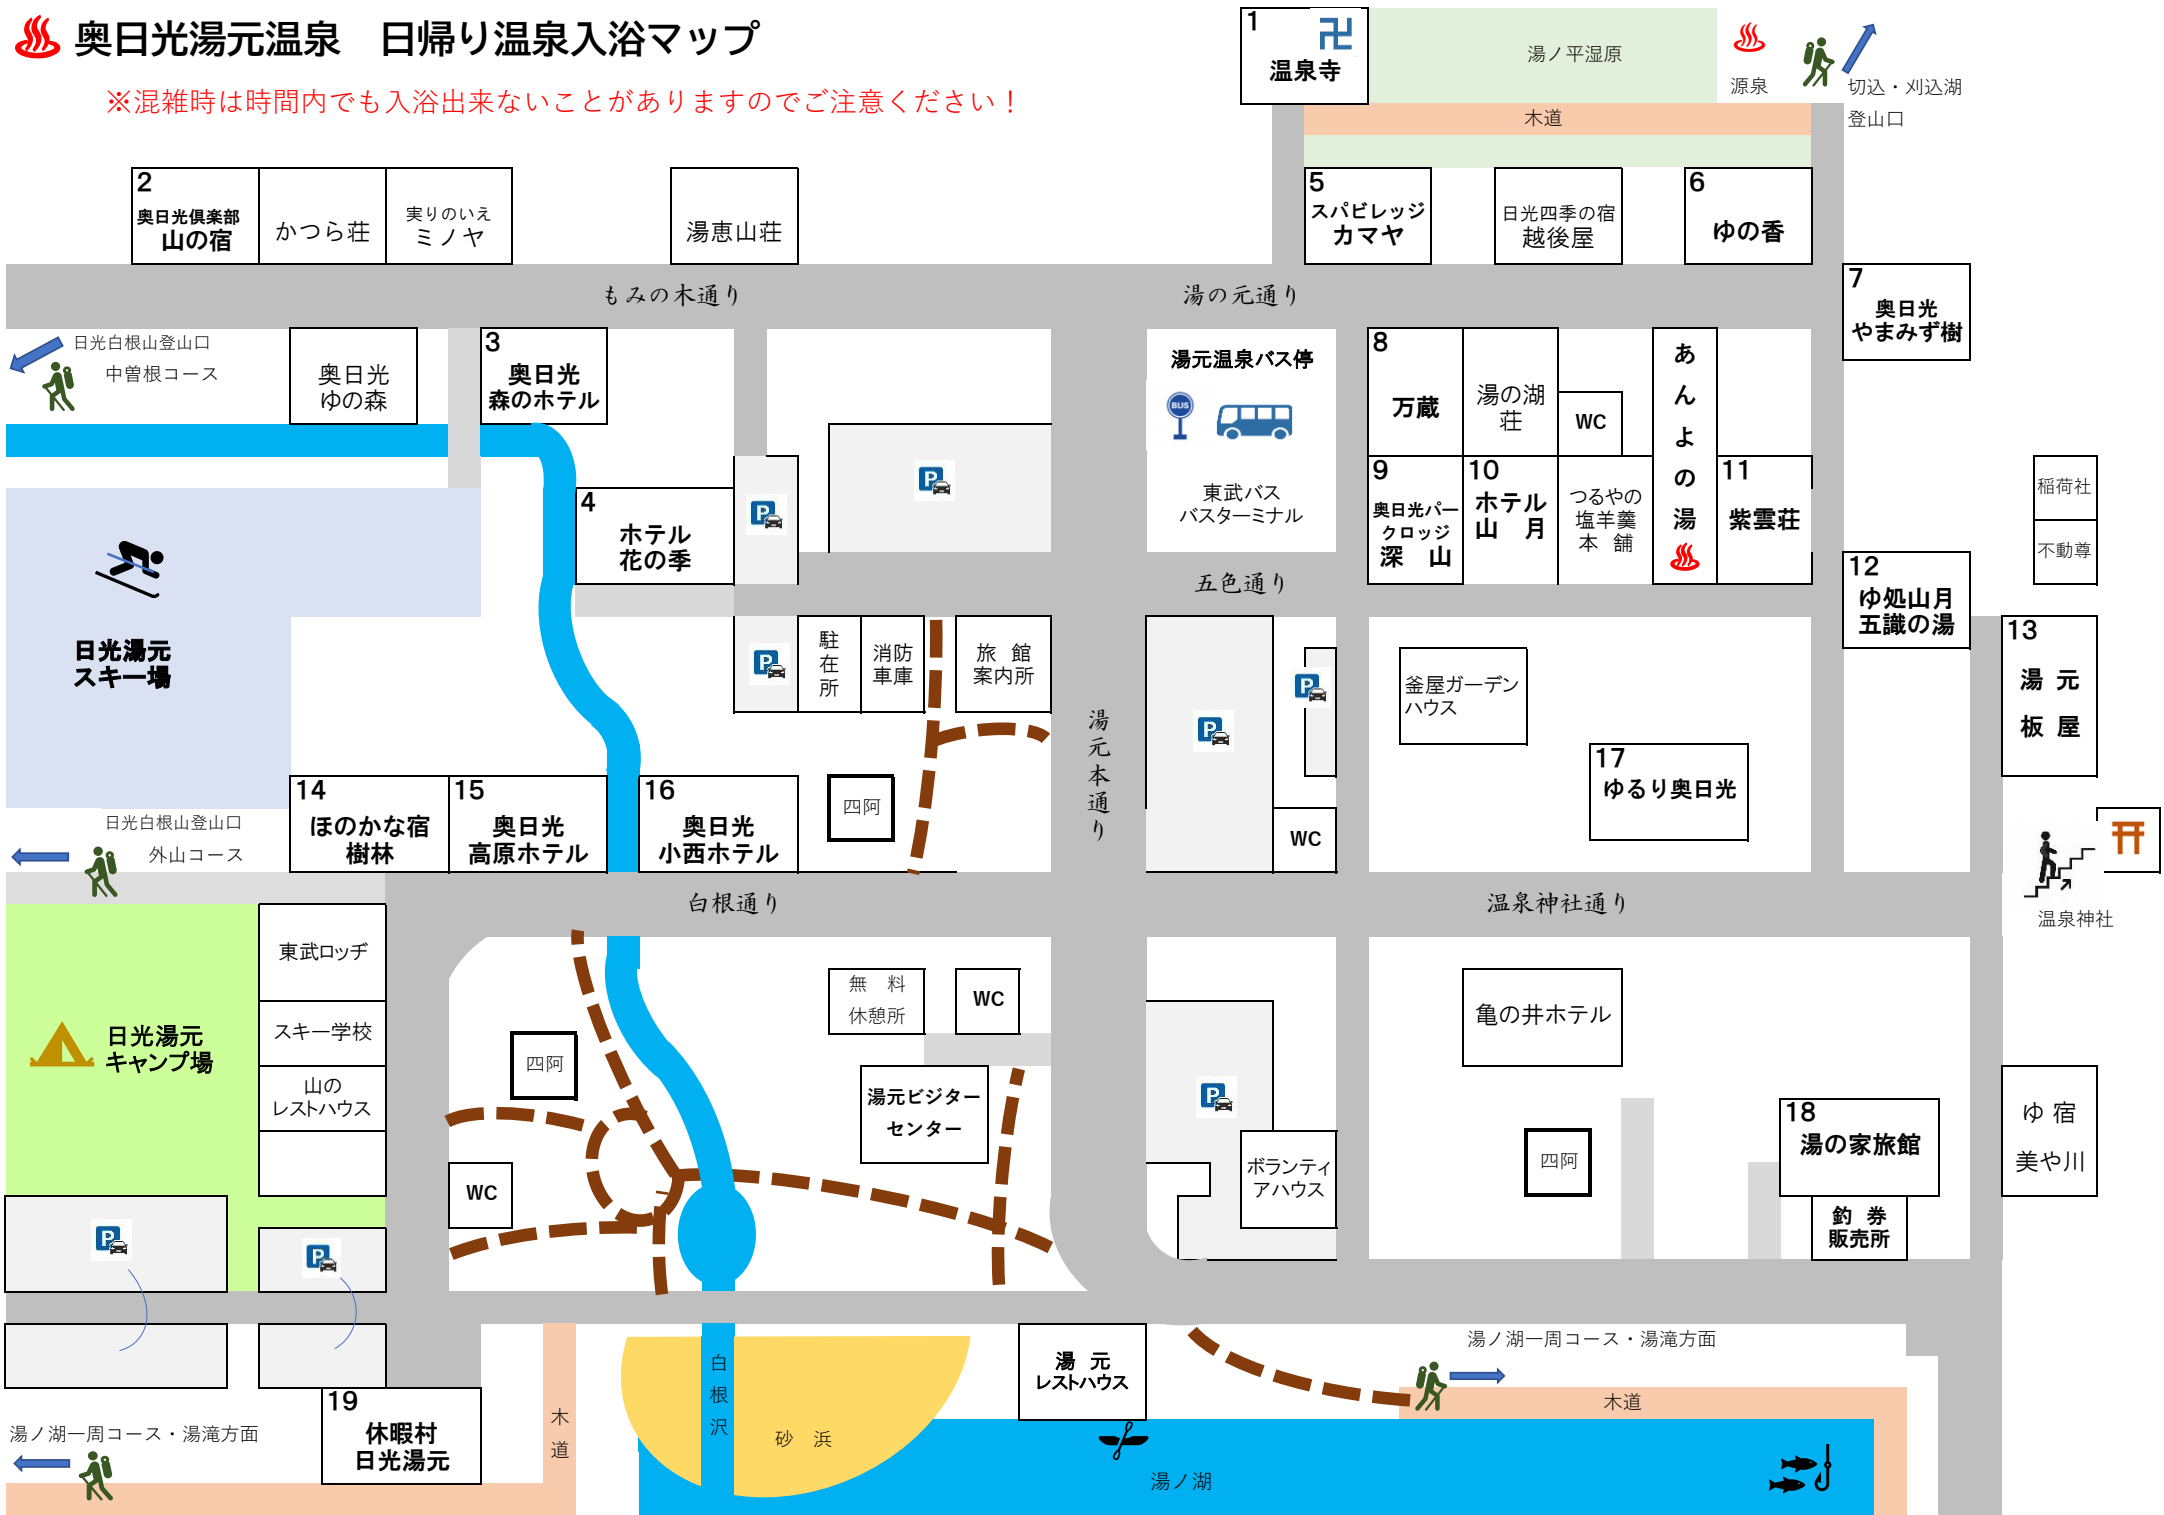 奥日光湯元温泉　日帰り温泉入浴マップ
※混雑時は時間内でも入浴出来ないことがありますのでご注意ください！
1
温泉寺
湯ノ平湿原
源泉
切込・刈込湖
登山口
木道
2
奥日光俱楽部
山の宿
かつら荘
実りのいえ
ミノヤ
湯恵山荘
5
スパビレッジ
カマヤ
日光四季の宿
越後屋
6
ゆの香
もみの木通り
湯の元通り
7
奥日光
やまみず樹
日光白根山登山口
中曽根コース
奥日光
ゆの森
3
奥日光
森のホテル
湯元温泉バス停
BUS
東武バス
バスターミナル
8
万蔵
湯の湖
荘
WC
あんよの湯
9
奥日光パー
クロッジ
深　山
10
ホテル
山　月
つるやの
塩羊羹
本　舗
11
紫雲荘
稲荷社
不動尊
4
ホテル
花の季
P
P
五色通り
12
ゆ処山月
五識の湯
13
湯 元
板 屋
日光湯元
スキー場
P
駐在所
消防
車庫
旅　館
案内所
湯元本通り
P
P
釜屋ガーデン
ハウス
17
ゆるり奥日光
WC
日光白根山登山口
外山コース
14
ほのかな宿
樹林
15
奥日光
高原ホテル
16
奥日光
小西ホテル
四阿
白根通り
温泉神社通り
温泉神社
東武ロッヂ
スキー学校
山の
レストハウス
日光湯元
キャンプ場
四阿
WC
無　料
休憩所
WC
湯元ビジター
センター
P
ボランティ
アハウス
亀の井ホテル
四阿
18
湯の家旅館
釣　券
販売所
ゆ 宿
美や川
P
P
湯ノ湖一周コース・湯滝方面
19
休暇村
日光湯元
木道
白根沢
砂　浜
湯　元
レストハウス
湯ノ湖
湯ノ湖一周コース・湯滝方面
木道